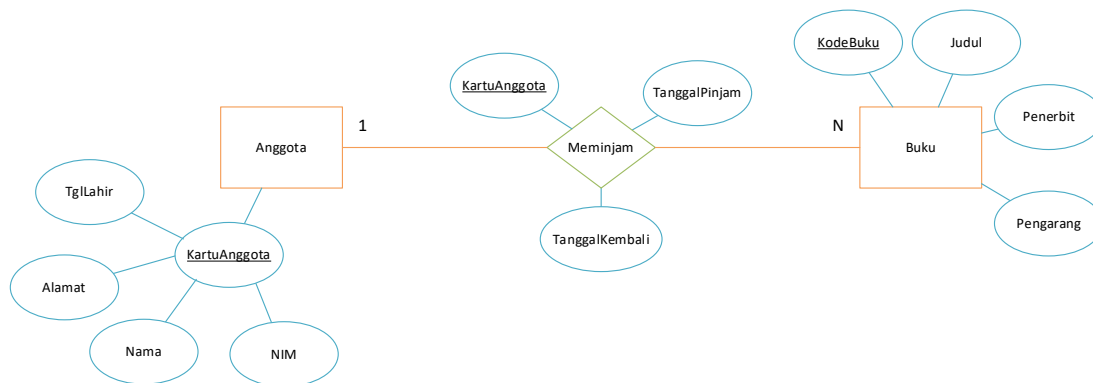 KodeBuku
Judul
KartuAnggota
TanggalPinjam
Penerbit
1
N
Anggota
Meminjam
Buku
TglLahir
Pengarang
TanggalKembali
KartuAnggota
Alamat
Nama
NIM